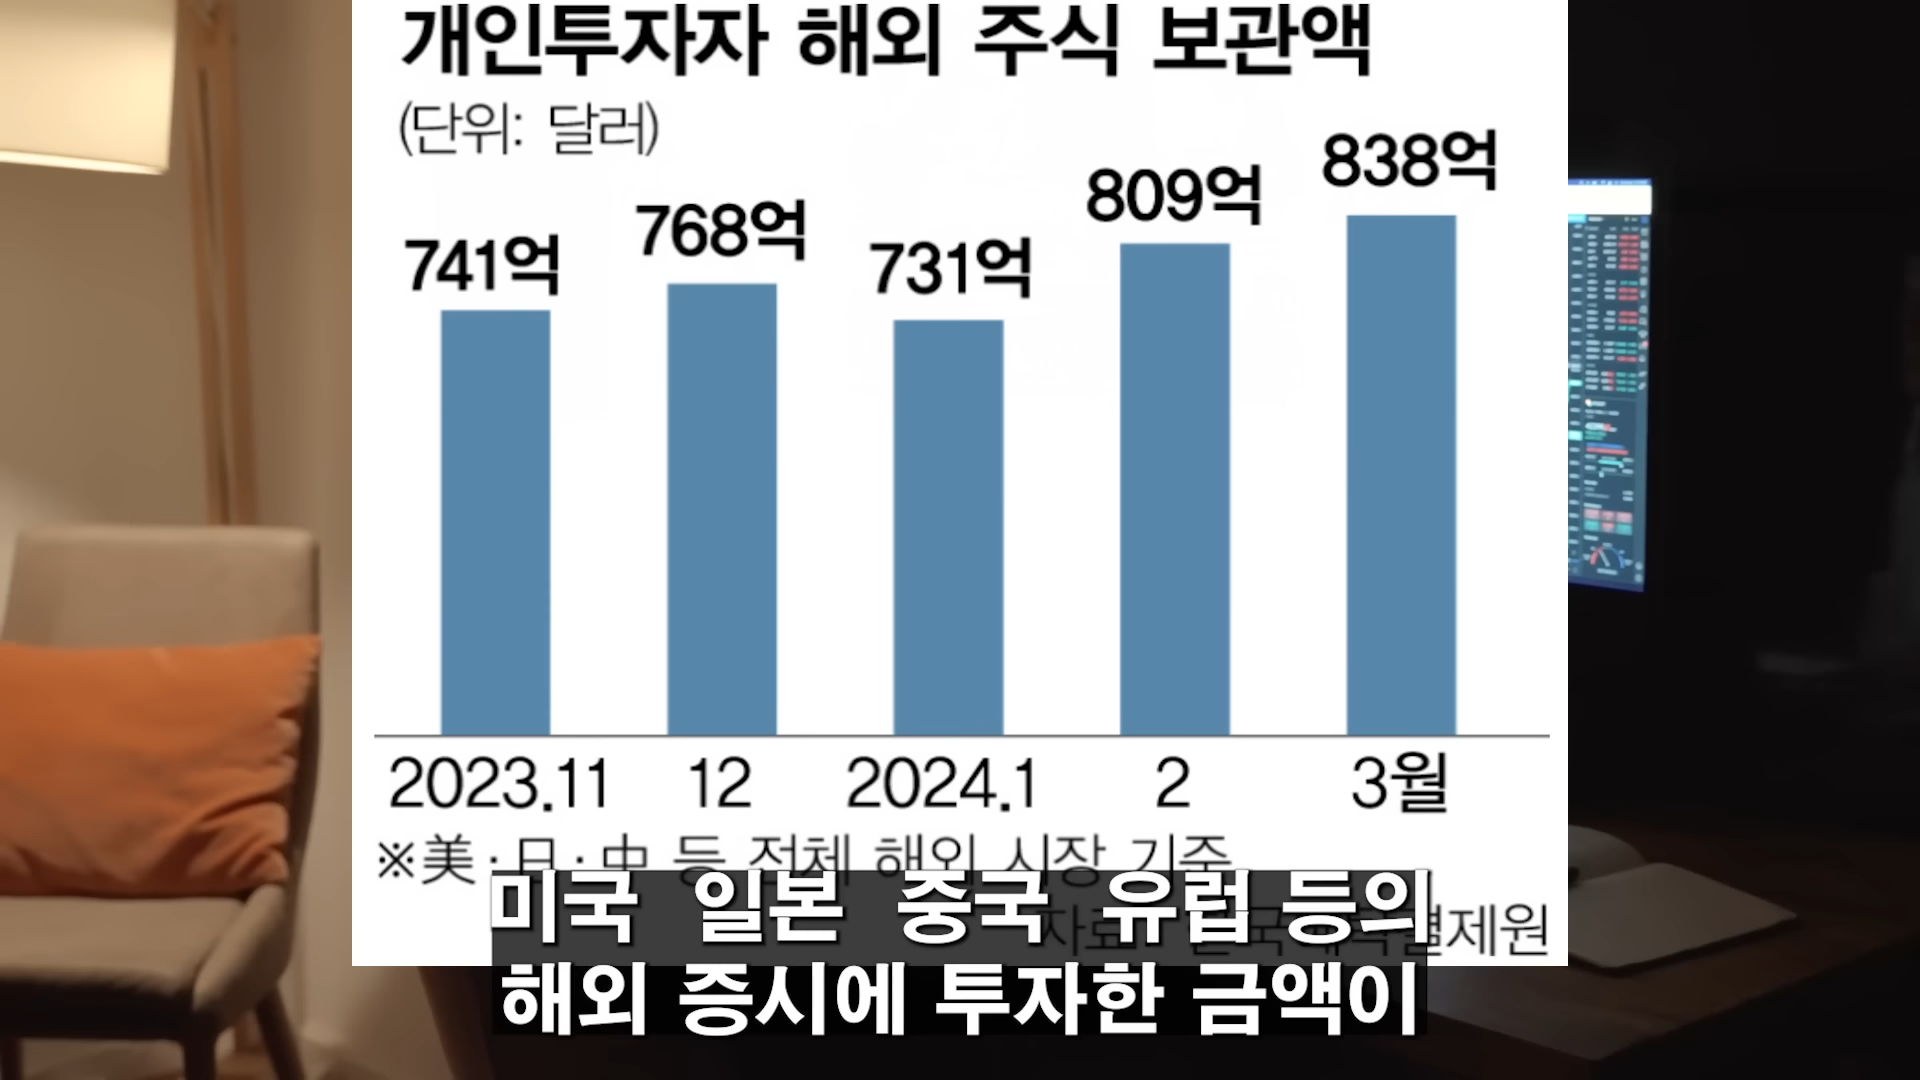 개인투자자 해외 주식 보관액
(단위: 달러)
741억 768억 731억 809억 838억
2023.11 12 2024.1 2 3월
※美·日·中 등 전체 해외 시장 기준
미국 일본 중국 유럽 등의
해외 증시에 투자한 금액이